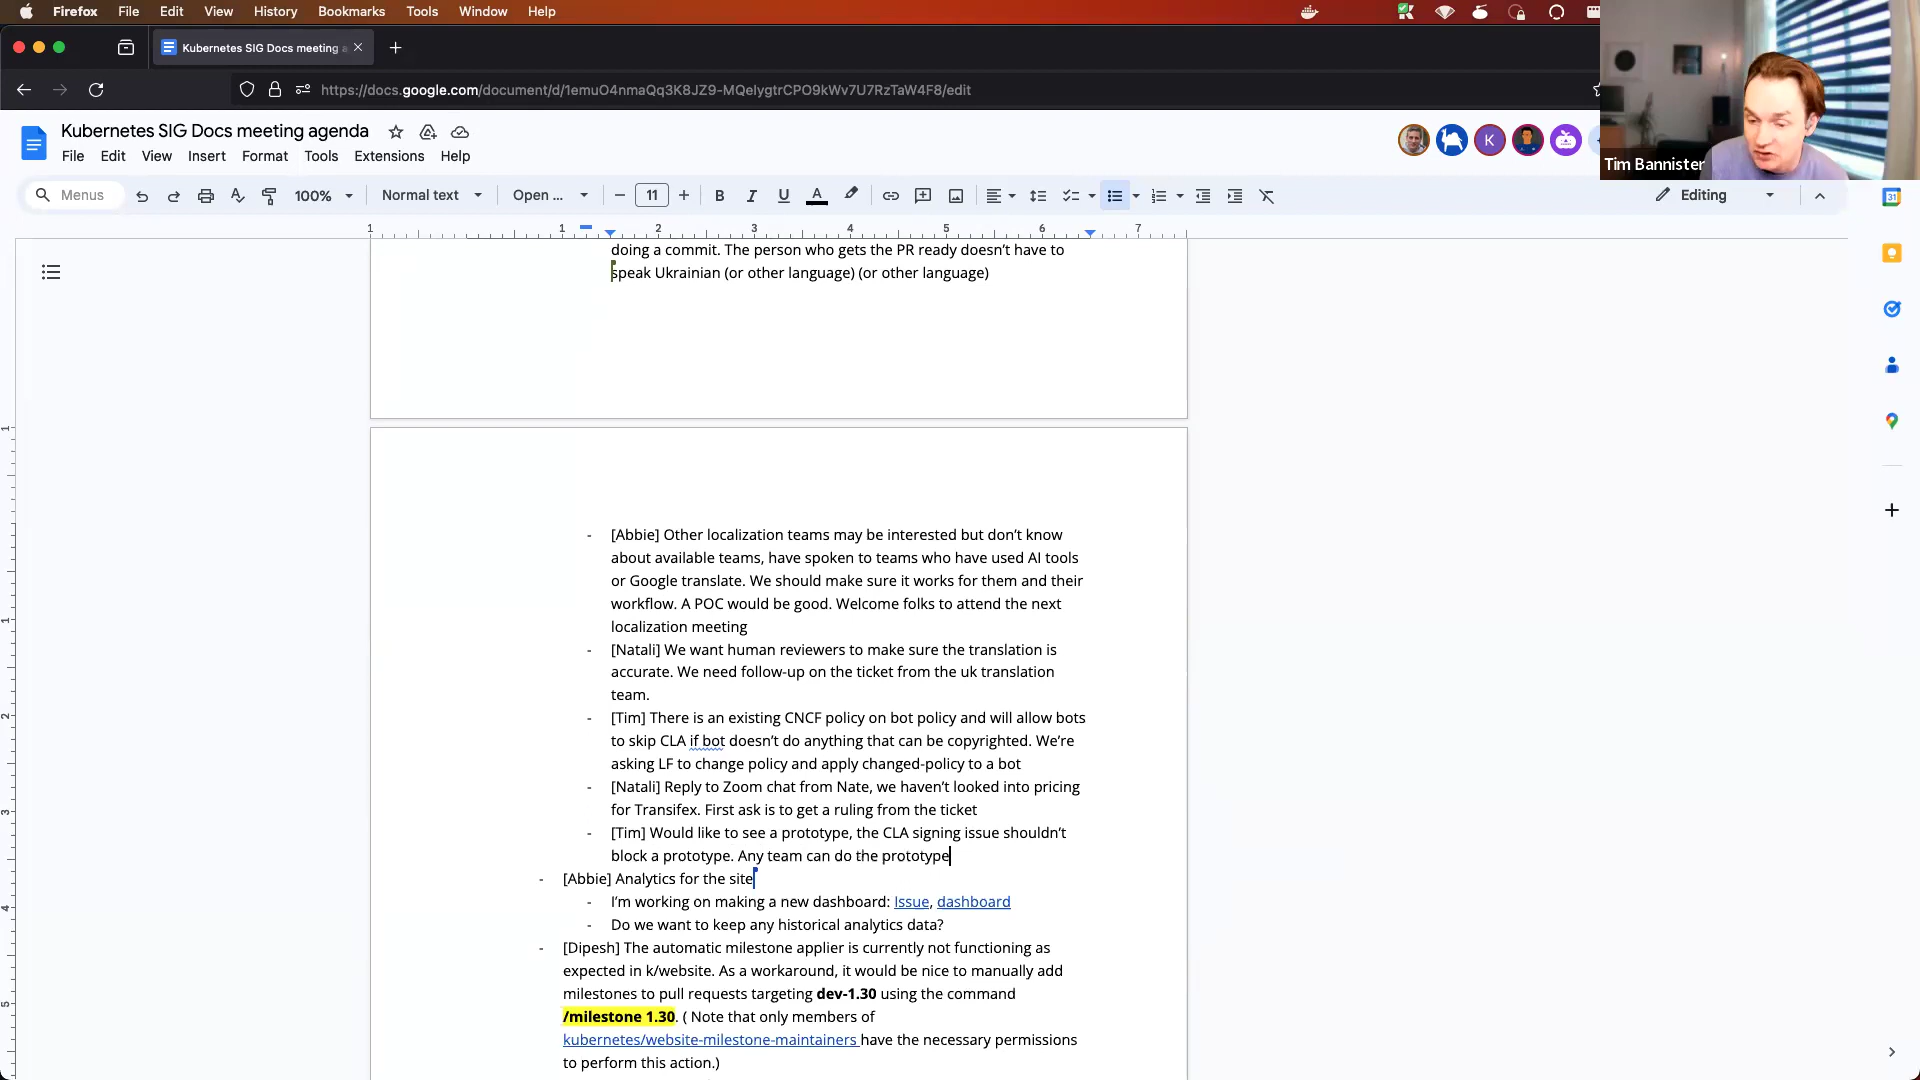 Firefox File Edit View History Bookmarks Tools Window Help
Kubernetes SIG Docs meeting a
https://docs.google.com/document/d/1emuO4nmaQq3K8JZ9-MQelygtrCPO9kWv7U7RzTaW4F8/edit
Kubernetes SIG Docs meeting agenda
File Edit View Insert Format Tools Extensions Help
K
Tim Bannister
Menus 100% Normal text Open ... 11 B I U A Editing
31
1 1 2 3 4 5 6 7
doing a commit. The person who gets the PR ready doesn’t have to
speak Ukrainian (or other language) (or other language)
- [Abbie] Other localization teams may be interested but don’t know
about available teams, have spoken to teams who have used AI tools
or Google translate. We should make sure it works for them and their
workflow. A POC would be good. Welcome folks to attend the next
localization meeting
- [Natali] We want human reviewers to make sure the translation is
accurate. We need follow-up on the ticket from the uk translation
team.
- [Tim] There is an existing CNCF policy on bot policy and will allow bots
to skip CLA if bot doesn’t do anything that can be copyrighted. We’re
asking LF to change policy and apply changed-policy to a bot
- [Natali] Reply to Zoom chat from Nate, we haven’t looked into pricing
for Transifex. First ask is to get a ruling from the ticket
- [Tim] Would like to see a prototype, the CLA signing issue shouldn’t
block a prototype. Any team can do the prototype
- [Abbie] Analytics for the site
- I’m working on making a new dashboard: Issue, dashboard
- Do we want to keep any historical analytics data?
- [Dipesh] The automatic milestone applier is currently not functioning as
expected in k/website. As a workaround, it would be nice to manually add
milestones to pull requests targeting dev-1.30 using the command
/milestone 1.30. ( Note that only members of
kubernetes/website-milestone-maintainers have the necessary permissions
to perform this action.)
1
1
2
3
4
5